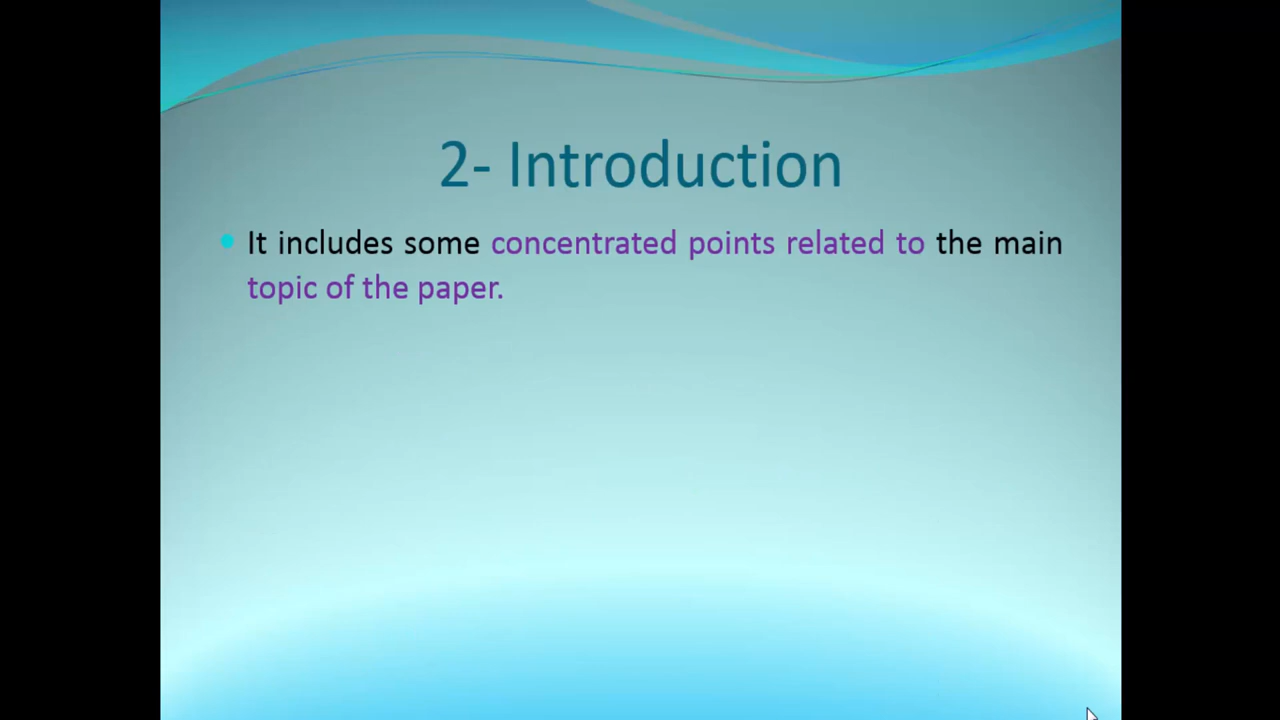 2- Introduction
It includes some concentrated points related to the main
topic of the paper.